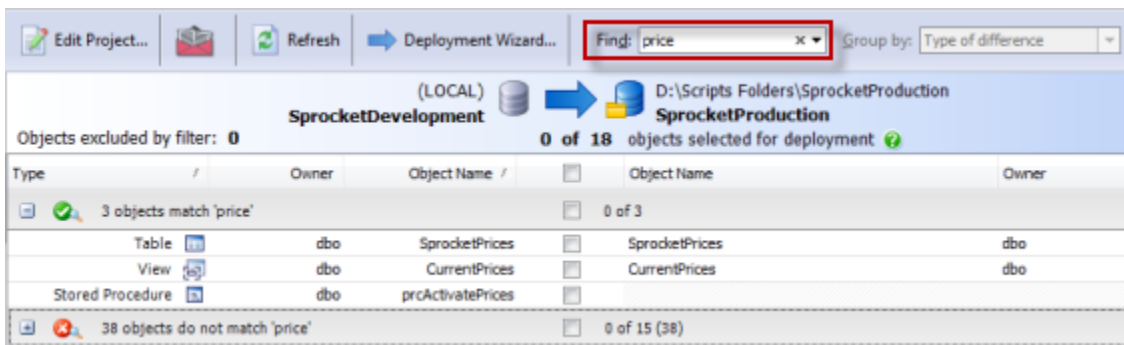 Edit Project... Refresh Deployment Wizard... Find: price Group by: Type of difference
(LOCAL) D:\Scripts Folders\SprocketProduction
SprocketDevelopment SprocketProduction
Objects excluded by filter: 0 0 of 18 objects selected for deployment
Type Owner Object Name Object Name Owner
3 objects match 'price' 0 of 3
Table dbo SprocketPrices SprocketPrices dbo
View dbo CurrentPrices CurrentPrices dbo
Stored Procedure dbo prcActivatePrices
38 objects do not match 'price' 0 of 15 (38)